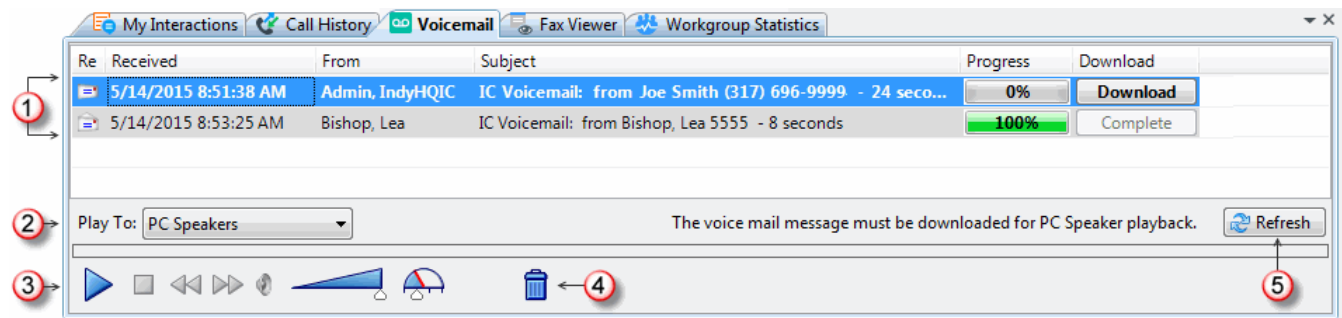 My Interactions Call History Voicemail Fax Viewer Workgroup Statistics
Re Received From Subject Progress Download
5/14/2015 8:51:38 AM Admin, IndyHQIC IC Voicemail: from Joe Smith (317) 696-9999 - 24 seco... 0% Download
5/14/2015 8:53:25 AM Bishop, Lea IC Voicemail: from Bishop, Lea 5555 - 8 seconds 100% Complete
1
2 Play To: PC Speakers The voice mail message must be downloaded for PC Speaker playback. Refresh
3 4 5